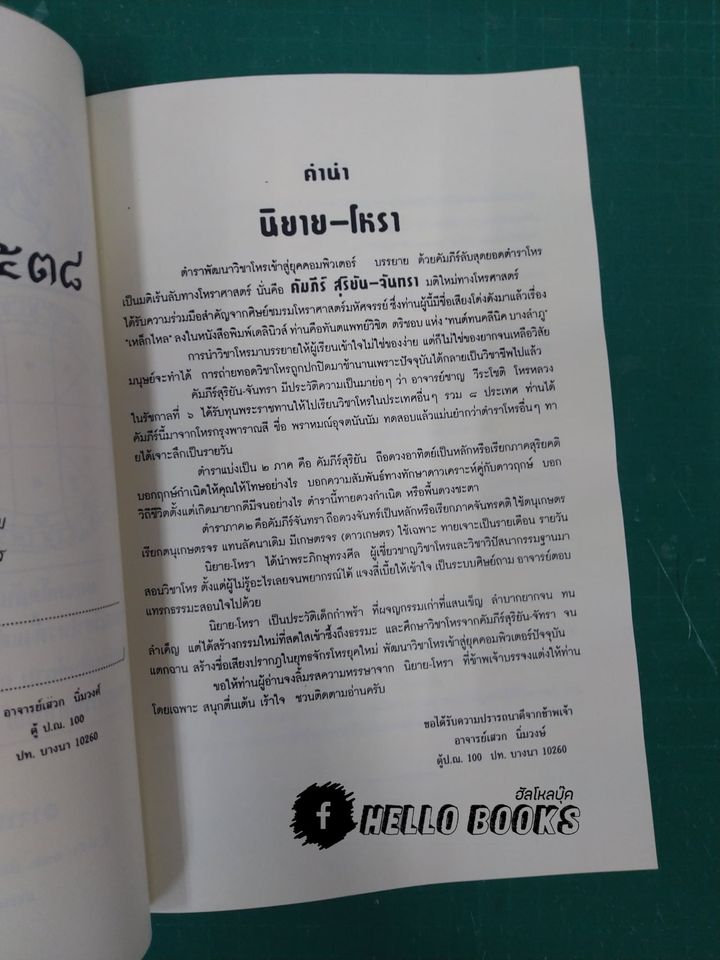 ๕๓๘
อาจารย์เสวก นิ่มวงศ์
ตู้ ป.ณ. 100
ปท. บางนา 10260
คำนำ
นิยาย–โหรา
ตำราพัฒนาวิชาโหรเข้าสู่ยุคคอมพิวเตอร์ บรรยาย ด้วยคัมภีร์ลับสุดยอดตำราโหร
เป็นมติเร้นลับทางโหราศาสตร์ นั่นคือ คัมภีร์ สุริยัน–จันทรา มติใหม่ทางโหรศาสตร์
ได้รับความร่วมมือสำคัญจากศิษย์ชมรมโหราศาสตร์มหัศจรรย์ ซึ่งท่านผู้นี้มีชื่อเสียงโด่งดังมาแล้วเรื่อง
"เหล็กไหล" ลงในหนังสือพิมพ์เดลินิวส์ ท่านคือทันตแพทย์วิชิต ตริชอบ แห่ง "ทนต์ทนคลีนิค บางลำภู"
การนำวิชาโหรมาบรรยายให้ผู้เรียนเข้าใจไม่ใช่ของง่าย แต่ก็ไม่ใช่ของยากจนเหลือวิสัย
มนุษย์จะทำได้ การถ่ายทอดวิชาโหรถูกปกปิดมาช้านานเพราะปัจจุบันได้กลายเป็นวิชาชีพไปแล้ว
คัมภีร์สุริยัน-จันทรา มีประวัติความเป็นมาย่อๆ ว่า อาจารย์ชาญ วีระโชติ โหรหลวง
ในรัชกาลที่ ๖ ได้รับทุนพระราชทานให้ไปเรียนวิชาโหรในประเทศอื่นๆ รวม ๘ ประเทศ ท่านได้
คัมภีร์นี้มาจากโหรกรุงพาราณสี ชื่อ พราหมณ์อุจตนันนัม ทดสอบแล้วแม่นยำกว่าตำราโหรอื่นๆ ทา
ยได้เจาะลึกเป็นรายวัน
ตำราแบ่งเป็น ๒ ภาค คือ คัมภีร์สุริยัน ถือดวงอาทิตย์เป็นหลักหรือเรียกภาคสุริยคติ
บอกฤกษ์กำเนิดให้คุณให้โทษอย่างไร บอกความสัมพันธ์ทางทักษาดาวเคราะห์คู่กับดาวฤกษ์ บอก
วิถีชีวิตตั้งแต่เกิดมายากดีมีจนอย่างไร ตำรานี้ทายดวงกำเนิด หรือพื้นดวงชะตา
ตำราภาค๒ คือคัมภีร์จันทรา ถือดวงจันทร์เป็นหลักหรือเรียกภาคจันทรคติ ใช้ตนุเกษตร
เรียกตนุเกษตรจร แทนลัคนาเดิม มีเกษตรจร (ดาวเกษตร) ใช้เฉพาะ ทายเจาะเป็นรายเดือน รายวัน
นิยาย-โหรา ได้นำพระภิกษุทรงศีล ผู้เชี่ยวชาญวิชาโหรและวิชาวิปัสนากรรมฐานมา
สอนวิชาโหร ตั้งแต่ผู้ไม่รู้อะไรเลยจนพยากรณ์ได้ แจงสี่เบี้ยให้เข้าใจ เป็นระบบศิษย์ถาม อาจารย์ตอบ
แทรกธรรมะสอนใจไปด้วย
นิยาย-โหรา เป็นประวัติเด็กกำพร้า ที่ผจญกรรมเก่าที่แสนเข็ญ ลำบากยากจน ทน
ลำเค็ญ แต่ได้สร้างกรรมใหม่ที่สดใสเข้าซึ้งถึงธรรมะ และศึกษาวิชาโหรจากคัมภีร์สุริยัน-จัทรา จน
แตกฉาน สร้างชื่อเสียงปรากฏในยุทธจักรโหรยุคใหม่ พัฒนาวิชาโหรเข้าสู่ยุคคอมพิวเตอร์ปัจจุบัน
ขอให้ท่านผู้อ่านจงลิ้มรสความหรรษาจาก นิยาย-โหรา ที่ข้าพเจ้าบรรจงแต่งให้ท่าน
โดยเฉพาะ สนุกตื่นเต้น เร้าใจ ชวนติดตามอ่านครับ
ขอได้รับความปรารถนาดีจากข้าพเจ้า
อาจารย์เสวก นิ่มวงษ์
ตู้ป.ณ. 100 ปท. บางนา 10260
ฮัลโหลบุ๊ค
f HELLO BOOKS